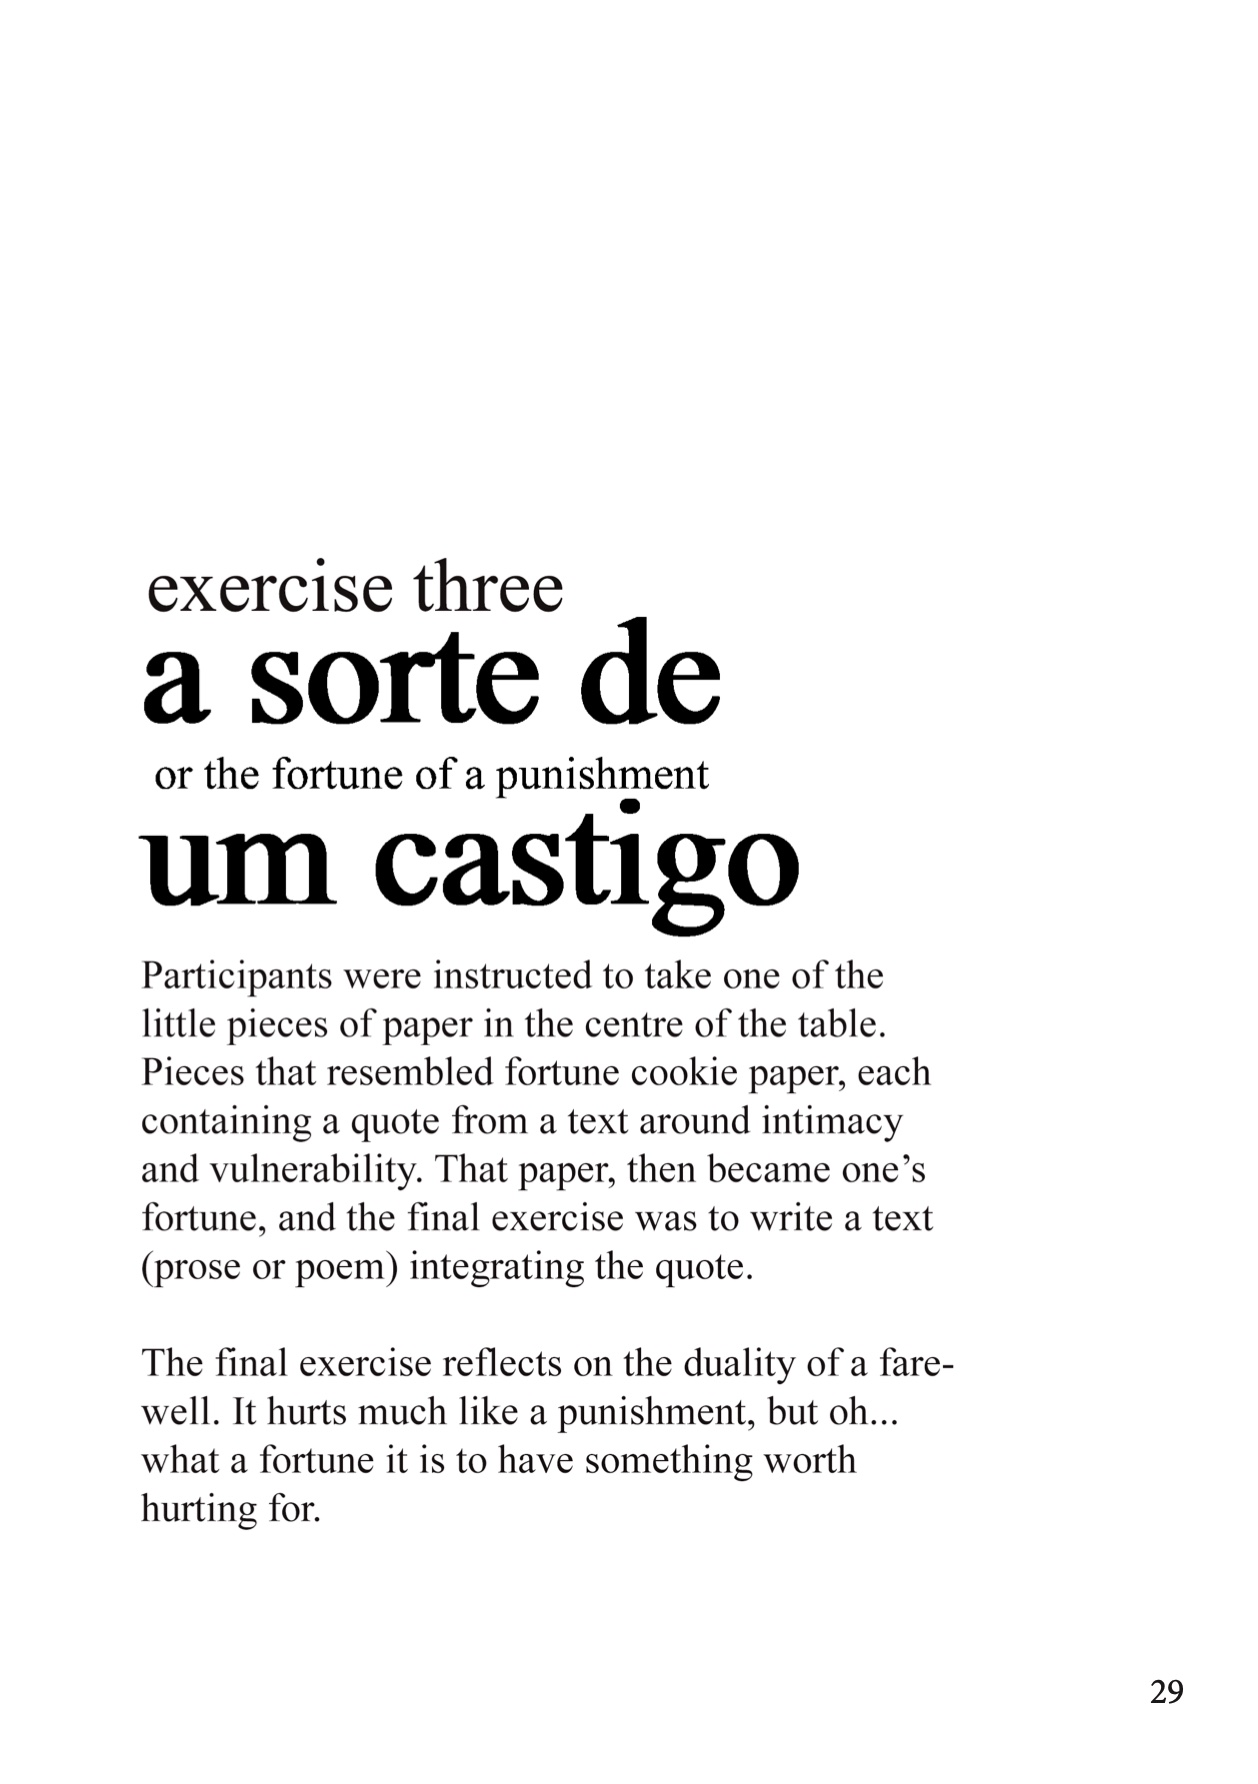 exercise three
a sorte de
or the fortune of a punishment
um castigo
Participants were instructed to take one of the
little pieces of paper in the centre of the table.
Pieces that resembled fortune cookie paper, each
containing a quote from a text around intimacy
and vulnerability. That paper, then became one’s
fortune, and the final exercise was to write a text
(prose or poem) integrating the quote.
The final exercise reflects on the duality of a fare-
well. It hurts much like a punishment, but oh...
what a fortune it is to have something worth
hurting for.
29